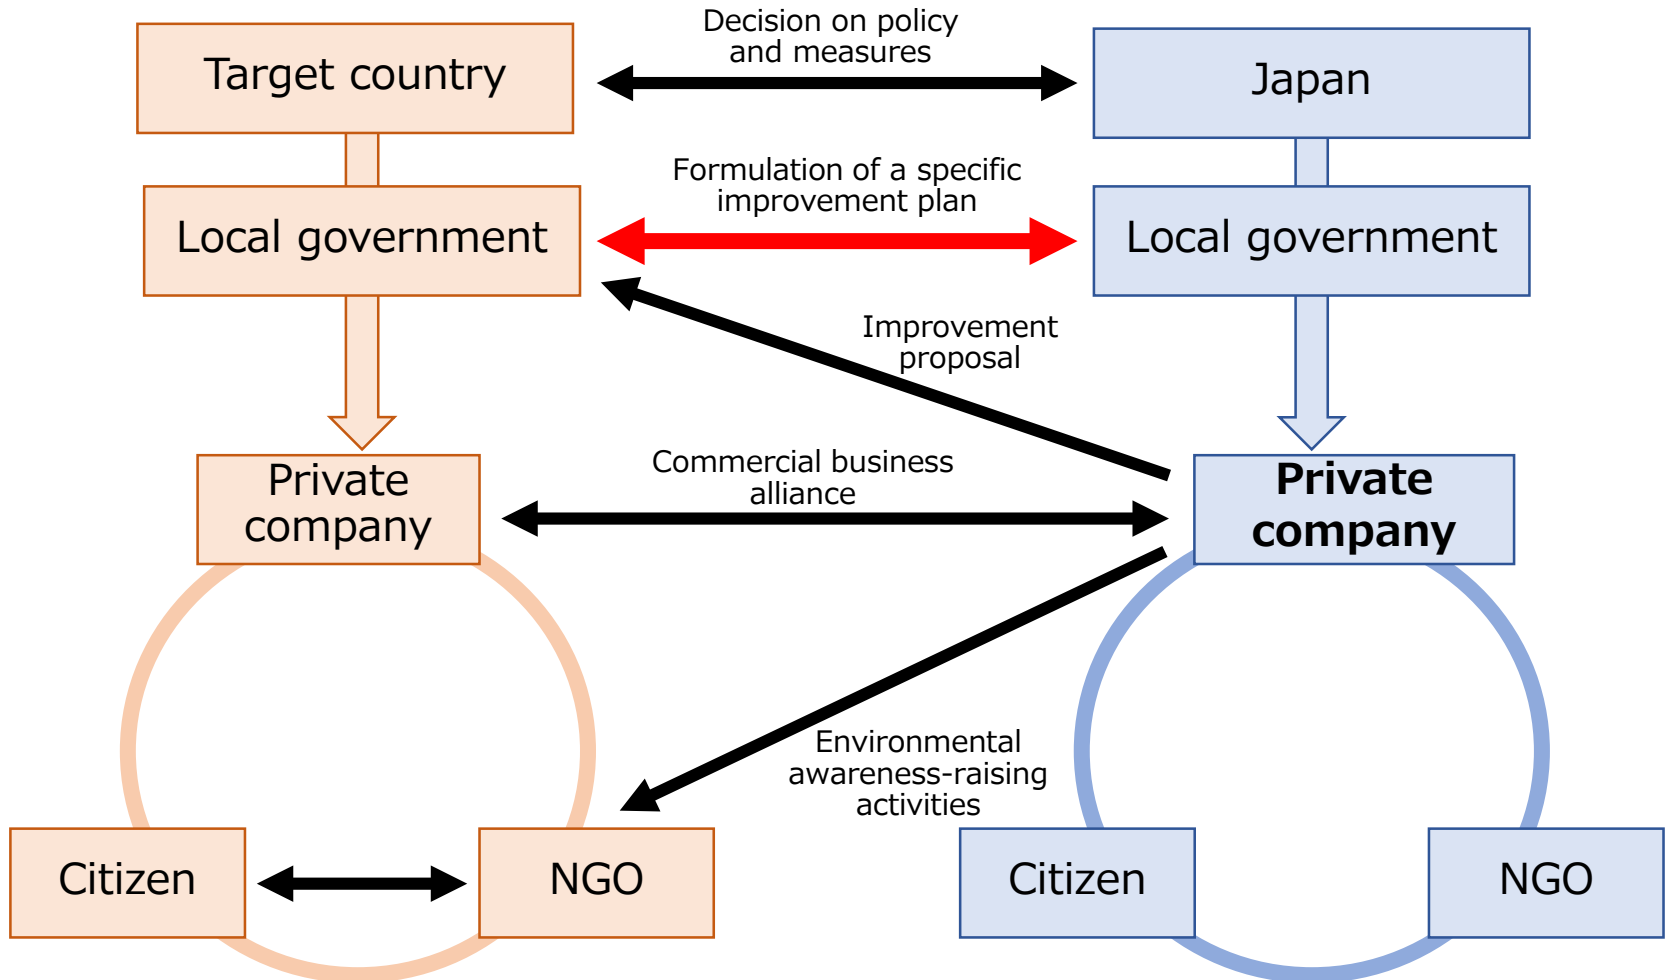 Decision on policy
and measures
Target country
Japan
Formulation of a specific
improvement plan
Local government
Local government
Improvement
proposal
Commercial business
alliance
Private
company
Private
company
Environmental
awareness-raising
activities
Citizen
NGO
Citizen
NGO